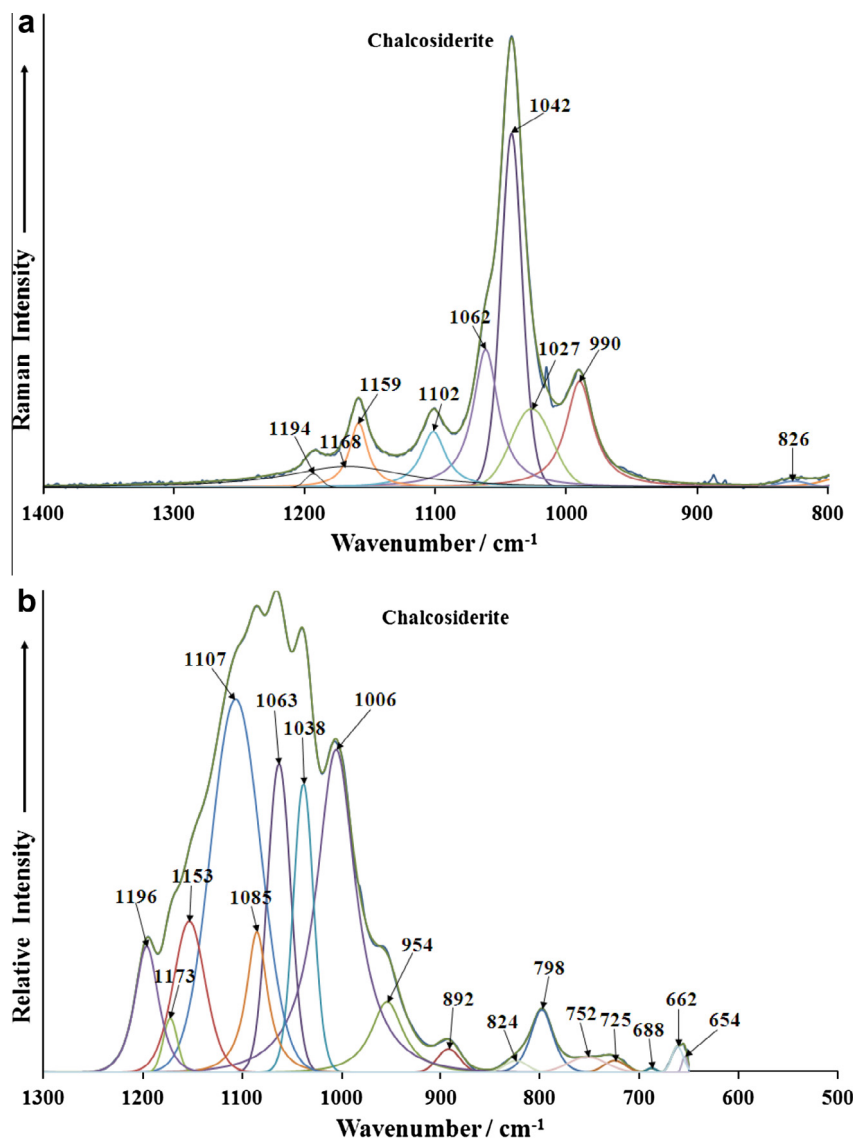 a
Chalcosiderite
1042
1062
1027
990
1159
1102
1194
1168
826
Raman Intensity
1400 1300 1200 1100 1000 900 800
Wavenumber / cm-1
b
Chalcosiderite
1107
1063
1006
1038
1153
1196
1085
1173
954
892
798
824
752
725
688
662
654
Relative Intensity
1300 1200 1100 1000 900 800 700 600 500
Wavenumber / cm-1